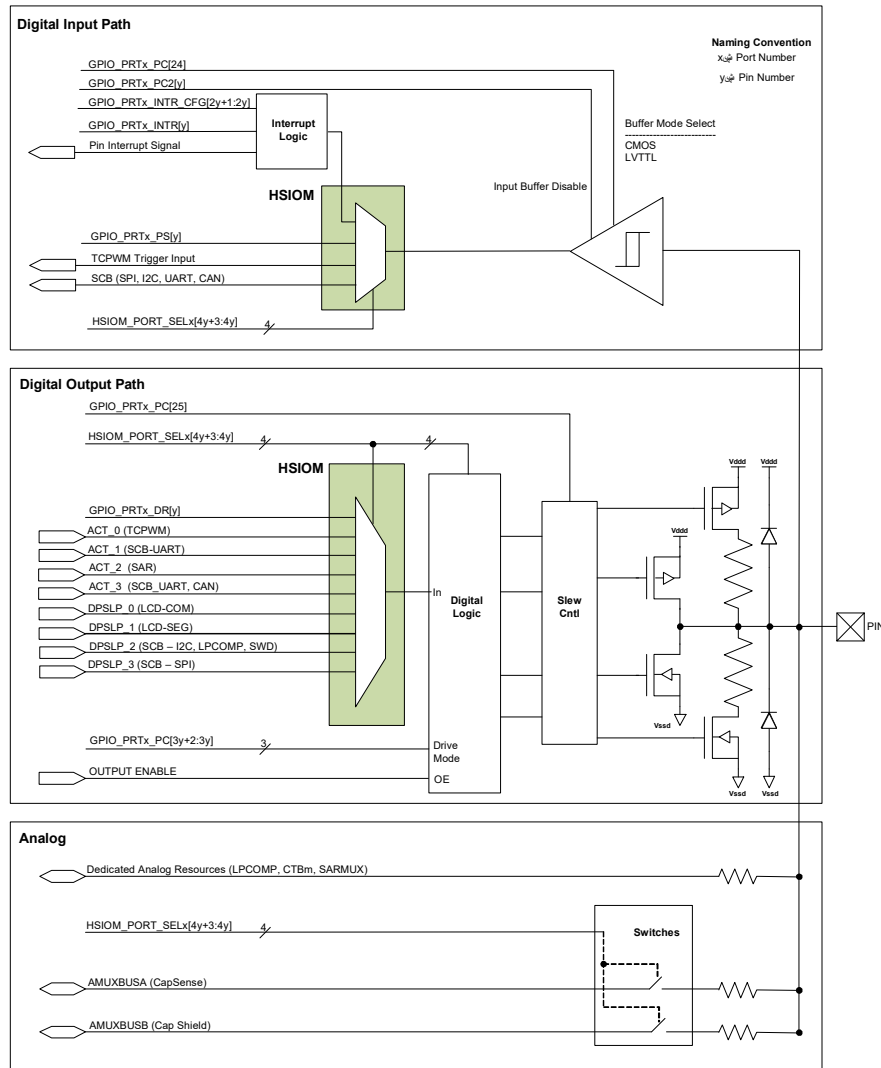 Digital Input Path
Naming Convention
Port Number
Pin Number
GPIO_PRTx_PC[24]
GPIO_PRTx_PC2[y]
GPIO_PRTx_INTR_CFG[2y+1:2y]
GPIO_PRTx_INTR[y]
Pin Interrupt Signal
Interrupt
Logic
Buffer Mode Select
CMOS
LVTTL
Input Buffer Disable
HSIOM
GPIO_PRTx_PS[y]
TCPWM Trigger Input
SCB (SPI, I2C, UART, CAN)
HSIOM_PORT_SELx[4y+3:4y]
4
Digital Output Path
GPIO_PRTx_PC[25]
HSIOM_PORT_SELx[4y+3:4y]
4
4
HSIOM
GPIO_PRTx_DR[y]
ACT_0 (TCPWM)
ACT_1 (SCB-UART)
ACT_2 (SAR)
ACT_3 (SCB_UART, CAN)
DPSLP_0 (LCD-COM)
DPSLP_1 (LCD-SEG)
DPSLP_2 (SCB – I2C, LPCOMP, SWD)
DPSLP_3 (SCB – SPI)
GPIO_PRTx_PC[3y+2:3y]
3
OUTPUT ENABLE
In
Digital
Logic
Drive
Mode
OE
Slew
Cntl
Vddd
Vddd
Vddd
Vssd
Vssd
Vssd
PIN
Analog
Dedicated Analog Resources (LPCOMP, CTBm, SARMUX)
HSIOM_PORT_SELx[4y+3:4y]
4
Switches
AMUXBUSA (CapSense)
AMUXBUSB (Cap Shield)